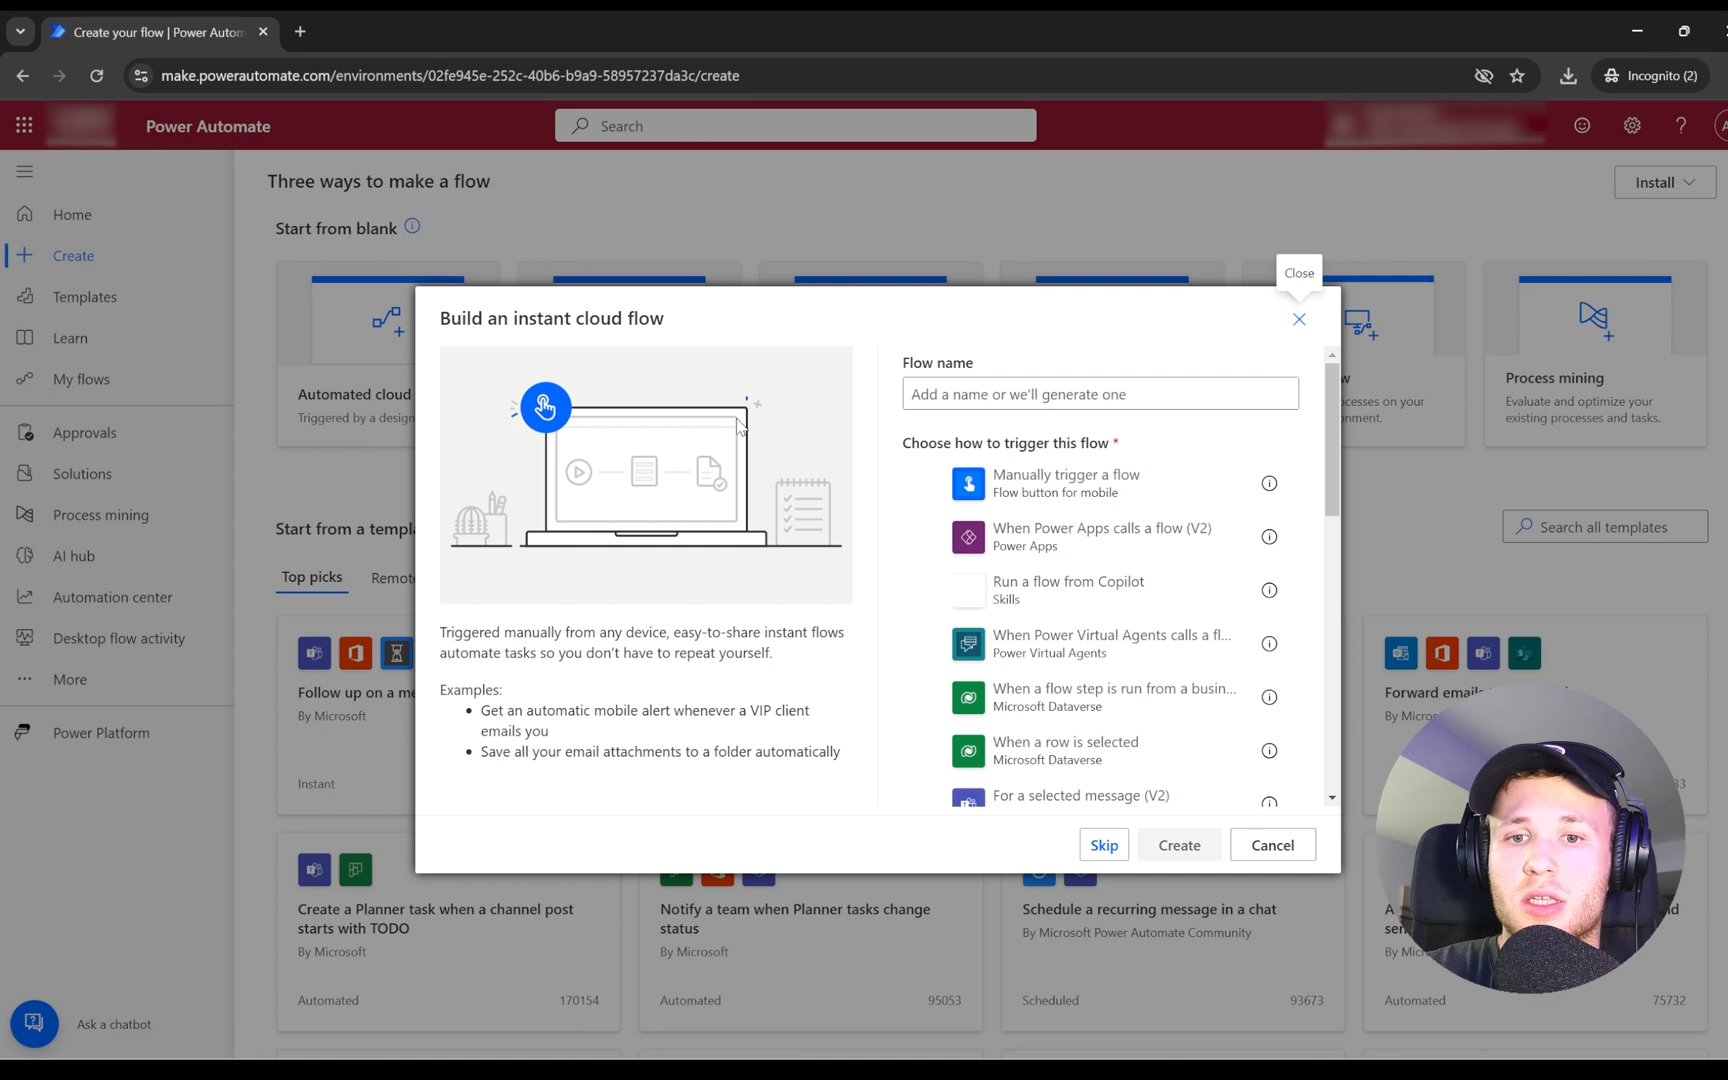 Create your flow | Power Autom
make.powerautomate.com/environments/02fe945e-252c-40b6-b9a9-58957237da3c/create
Incognito (2)
Power Automate
Search
Three ways to make a flow
Install
Home
Start from blank
Create
Templates
Learn
My flows
Approvals
Solutions
Process mining
AI hub
Automation center
Desktop flow activity
More
Power Platform
Ask a chatbot
Close
Automated cloud
Triggered by a design
ocesses on your
onment.
Process mining
Evaluate and optimize your
existing processes and tasks.
Build an instant cloud flow
Triggered manually from any device, easy-to-share instant flows
automate tasks so you don't have to repeat yourself.
Examples:
Get an automatic mobile alert whenever a VIP client
emails you
Save all your email attachments to a folder automatically
Flow name
Add a name or we'll generate one
Choose how to trigger this flow *
Manually trigger a flow
Flow button for mobile
When Power Apps calls a flow (V2)
Power Apps
Run a flow from Copilot
Skills
When Power Virtual Agents calls a fl...
Power Virtual Agents
When a flow step is run from a busin...
Microsoft Dataverse
When a row is selected
Microsoft Dataverse
For a selected message (V2)
Skip
Create
Cancel
Start from a templa
Search all templates
Top picks
Remote
Follow up on a me
By Microsoft
Instant
Forward emails
By Micros
Create a Planner task when a channel post
starts with TODO
By Microsoft
Automated
170154
Notify a team when Planner tasks change
status
By Microsoft
Automated
95053
Schedule a recurring message in a chat
By Microsoft Power Automate Community
Scheduled
93673
By Micr
Automated
75732